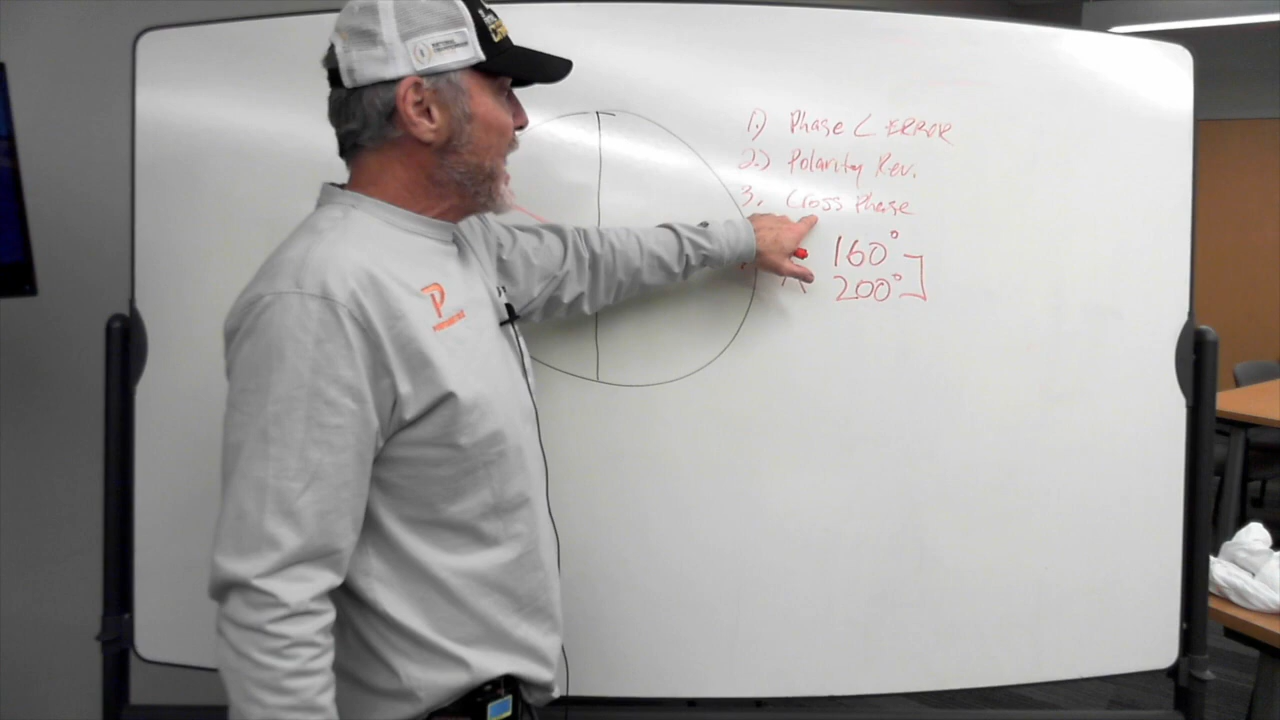 1.) Phase < ERROR
2.) Polarity Rev.
3. Cross Phase
160°
200°